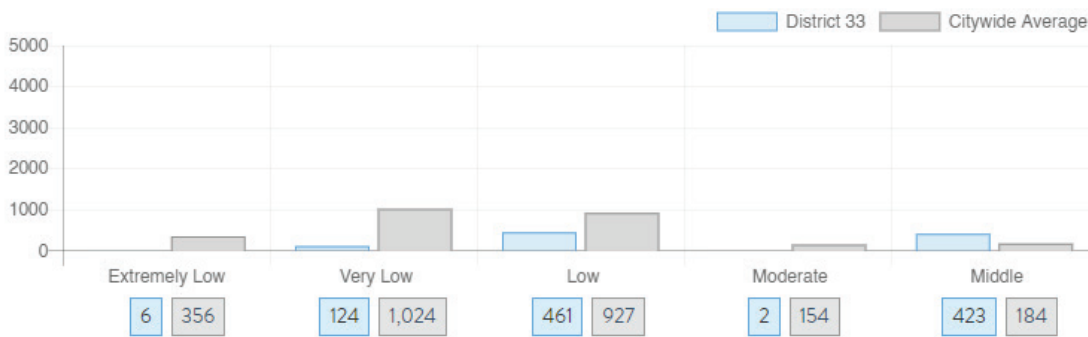 District 33 Citywide Average
5000
4000
3000
2000
1000
0
Extremely Low Very Low Low Moderate Middle
6 356 124 1,024 461 927 2 154 423 184